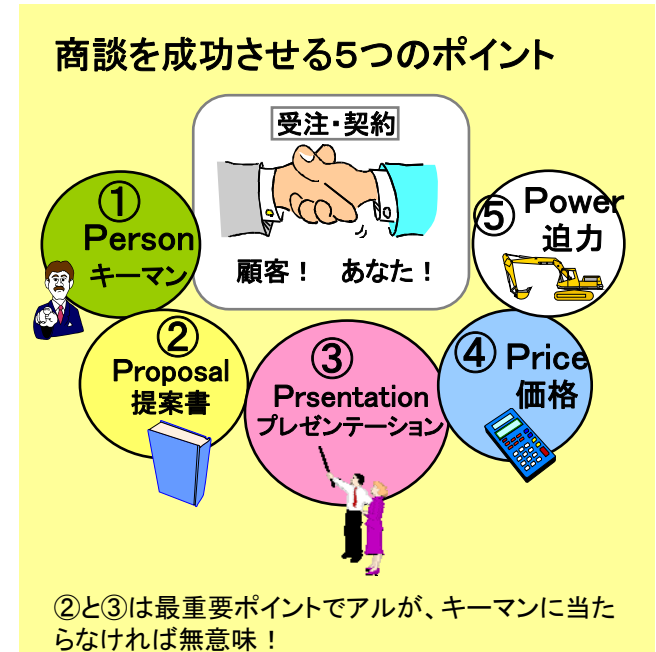 商談を成功させる5つのポイント
受注・契約
顧客！ あなた！
①
Person
キーマン
②
Proposal
提案書
③
Prsentation
プレゼンテーション
④ Price
価格
⑤ Power
迫力
②と③は最重要ポイントでアルが、キーマンに当た
らなければ無意味！